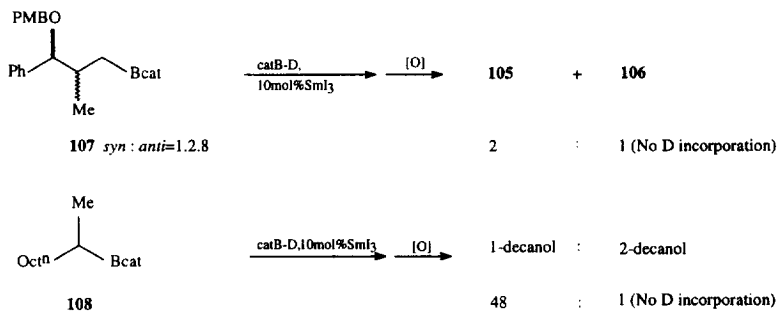 PMBO
Ph
Bcat
Me
catB-D,
10mol%SmI3
[O]
105 + 106
107 syn : anti=1.2.8
2 : 1 (No D incorporation)
Me
Octn
Bcat
catB-D,10mol%SmI3
[O]
1-decanol : 2-decanol
108
48 : 1 (No D incorporation)